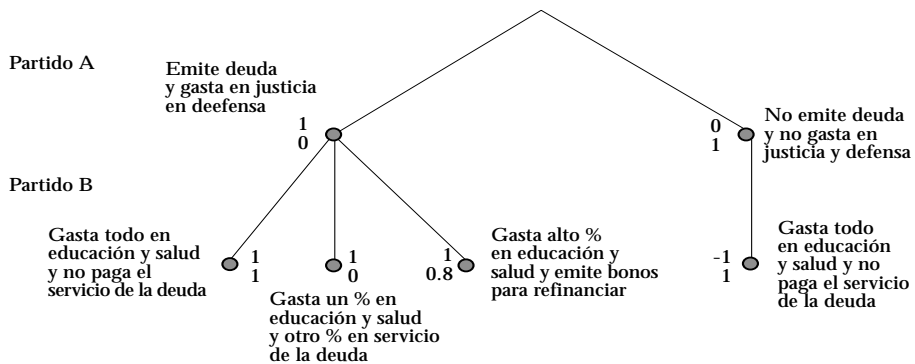 Partido A
Emite deuda
y gasta en justicia
en deefensa
1
0
0
1
No emite deuda
y no gasta en
justicia y defensa
Partido B
Gasta todo en
educación y salud
y no paga el
servicio de la deuda
1
1
1
0
Gasta un % en
educación y salud
y otro % en servicio
de la deuda
1
0.8
Gasta alto %
en educación y
salud y emite bonos
para refinanciar
-1
1
Gasta todo
en educación
y salud y no
paga el servicio
de la deuda